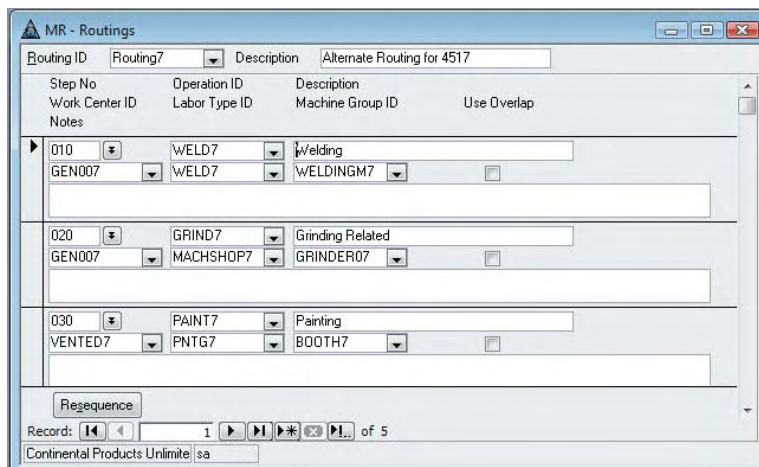 MR - Routings
Routing ID Routing7 Description Alternate Routing for 4517
Step No Operation ID Description
Work Center ID Labor Type ID Machine Group ID Use Overlap
Notes
010 WELD7 Welding
GEN007 WELD7 WELDINGM7
020 GRIND7 Grinding Related
GEN007 MACHSHOP7 GRINDER07
030 PAINT7 Painting
VENTED7 PNTG7 BOOTH7
Resequence
Record: 1 of 5
Continental Products Unlimite sa